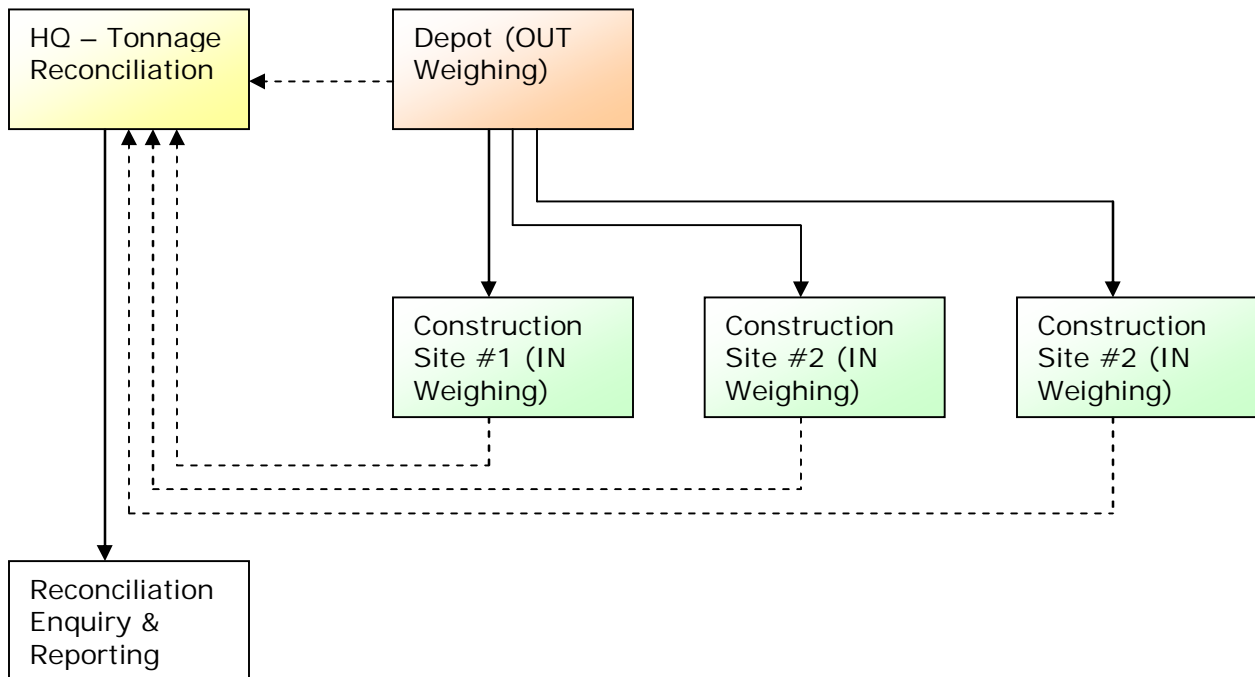 HQ – Tonnage
Reconciliation
Depot (OUT
Weighing)
Construction
Site #1 (IN
Weighing)
Construction
Site #2 (IN
Weighing)
Construction
Site #2 (IN
Weighing)
Reconciliation
Enquiry &
Reporting